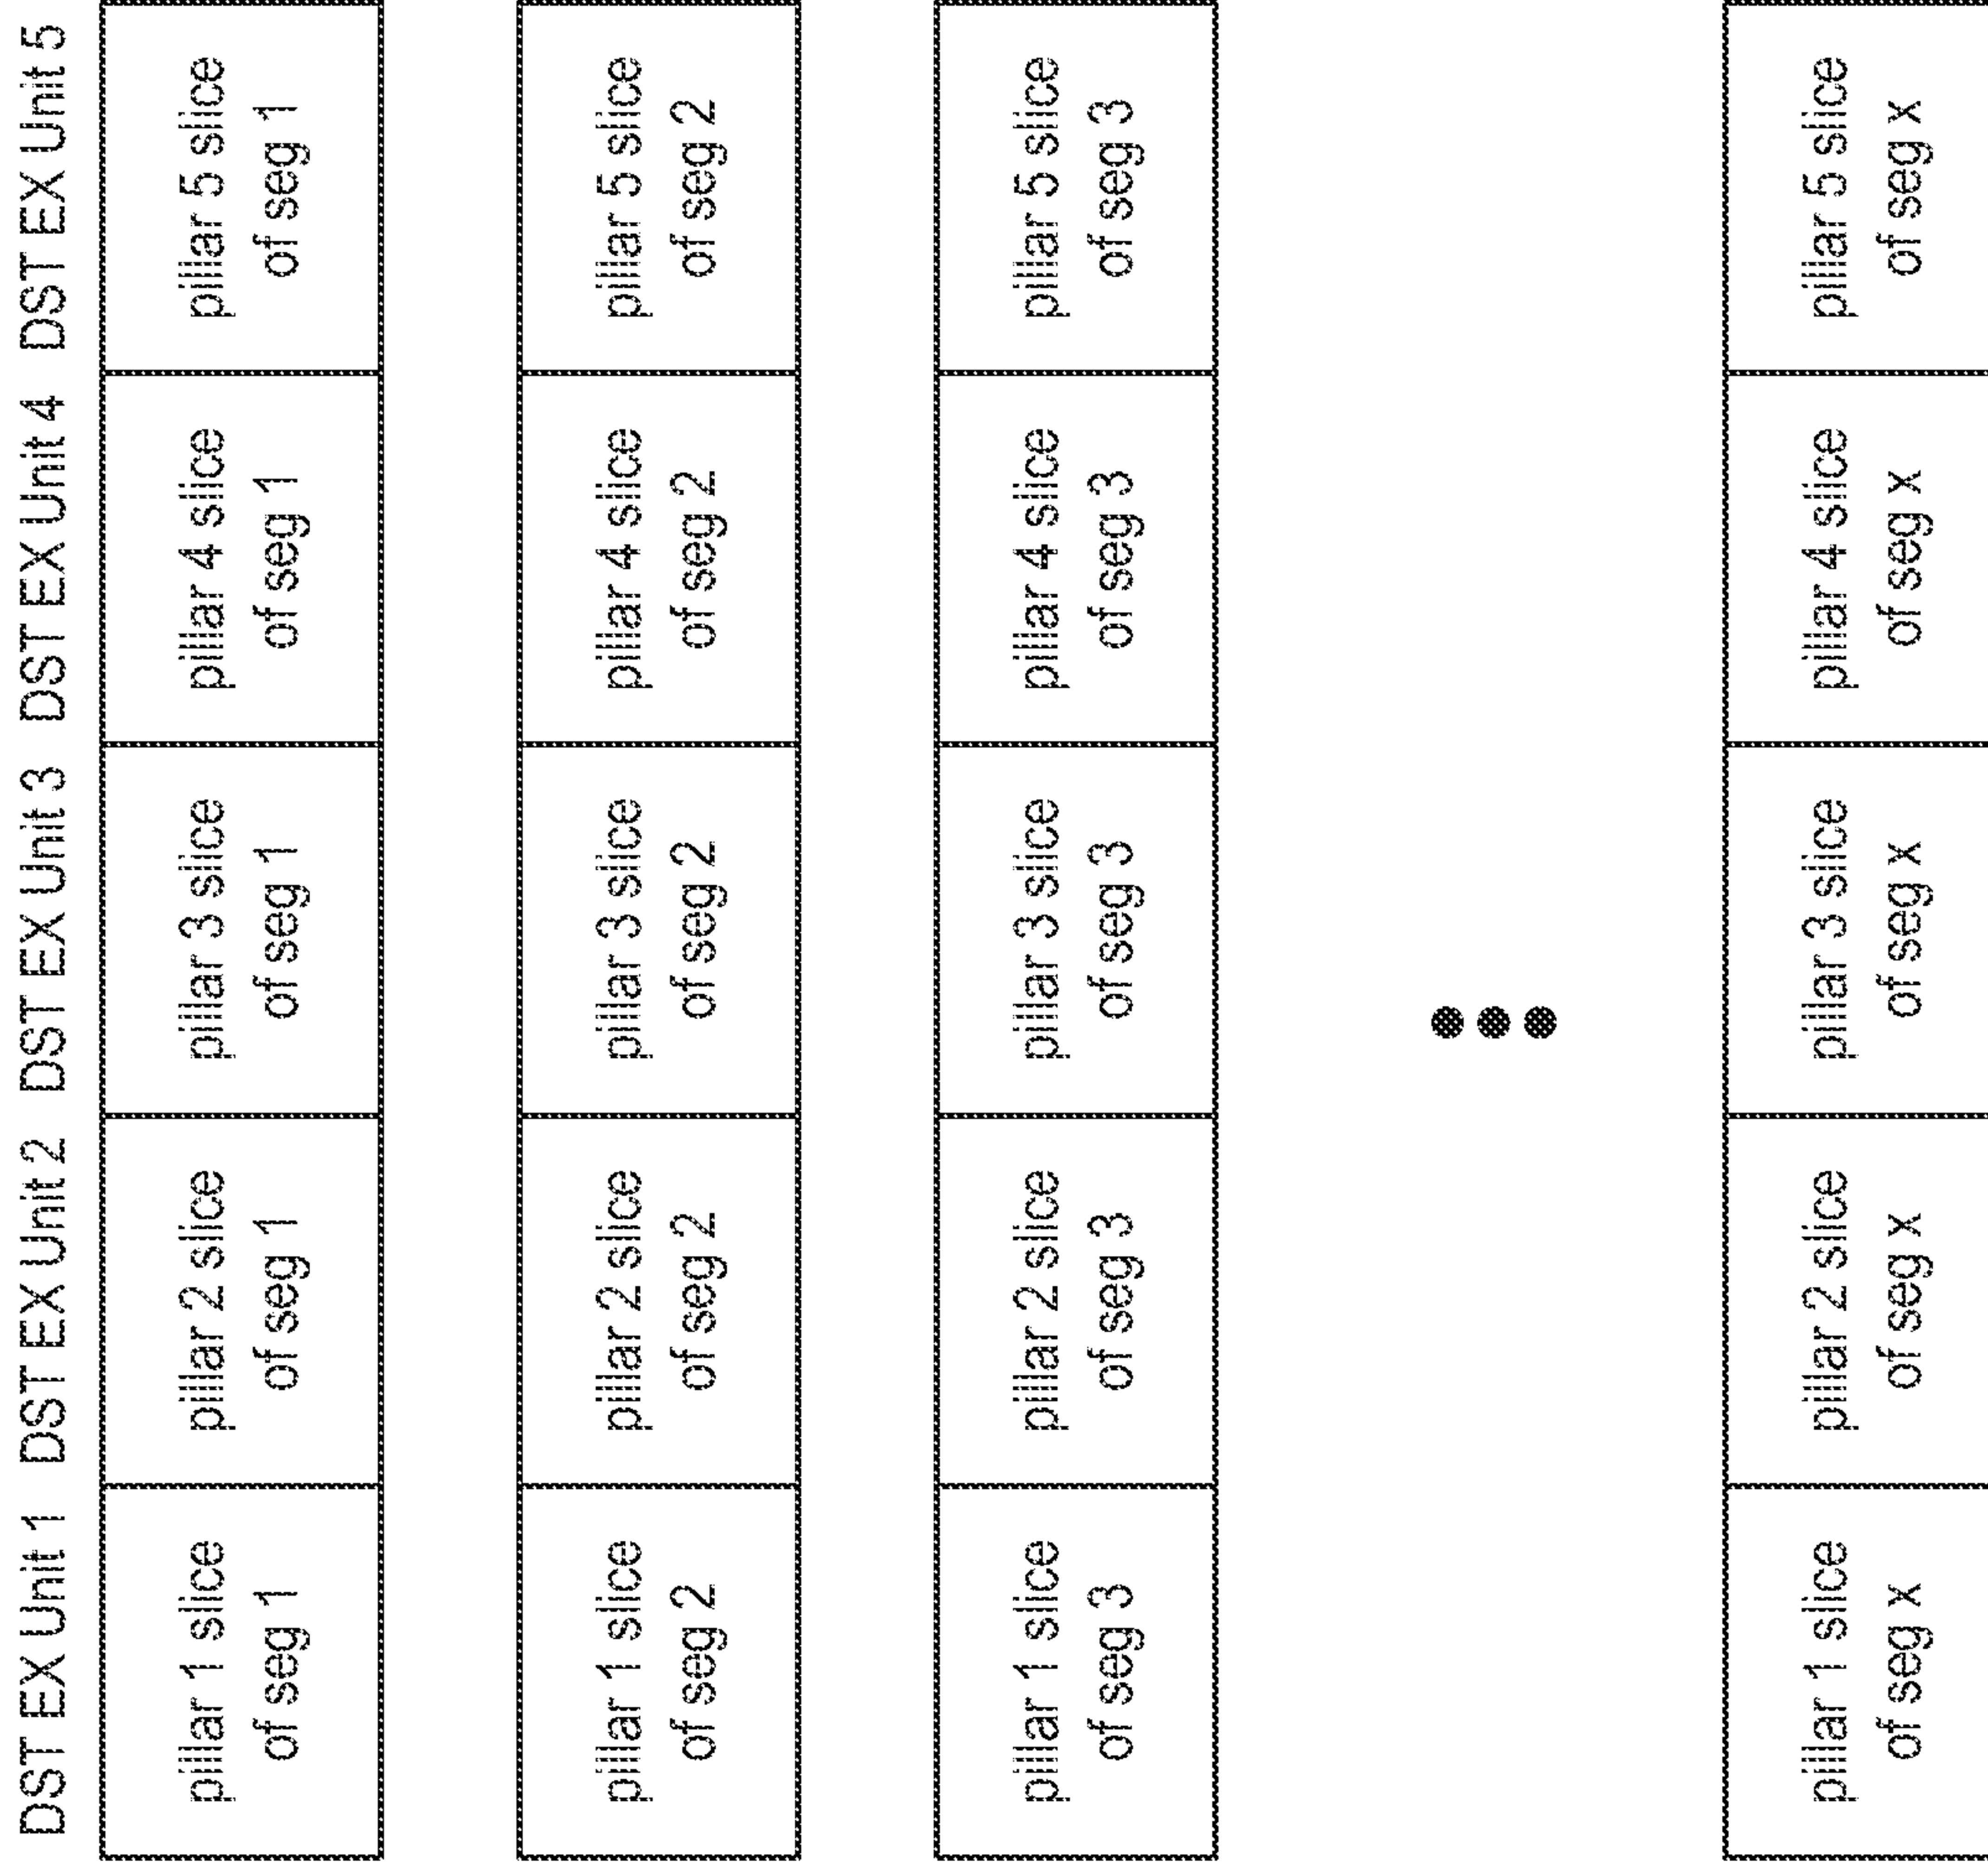 DST EX Unit 1 DST EX Unit 2 DST EX Unit 3 DST EX Unit 4 DST EX Unit 5
pillar 1 slice
of seg 1
pillar 2 slice
of seg 1
pillar 3 slice
of seg 1
pillar 4 slice
of seg 1
pillar 5 slice
of seg 1
pillar 1 slice
of seg 2
pillar 2 slice
of seg 2
pillar 3 slice
of seg 2
pillar 4 slice
of seg 2
pillar 5 slice
of seg 2
pillar 1 slice
of seg 3
pillar 2 slice
of seg 3
pillar 3 slice
of seg 3
pillar 4 slice
of seg 3
pillar 5 slice
of seg 3
pillar 1 slice
of seg x
pillar 2 slice
of seg x
pillar 3 slice
of seg x
pillar 4 slice
of seg x
pillar 5 slice
of seg x